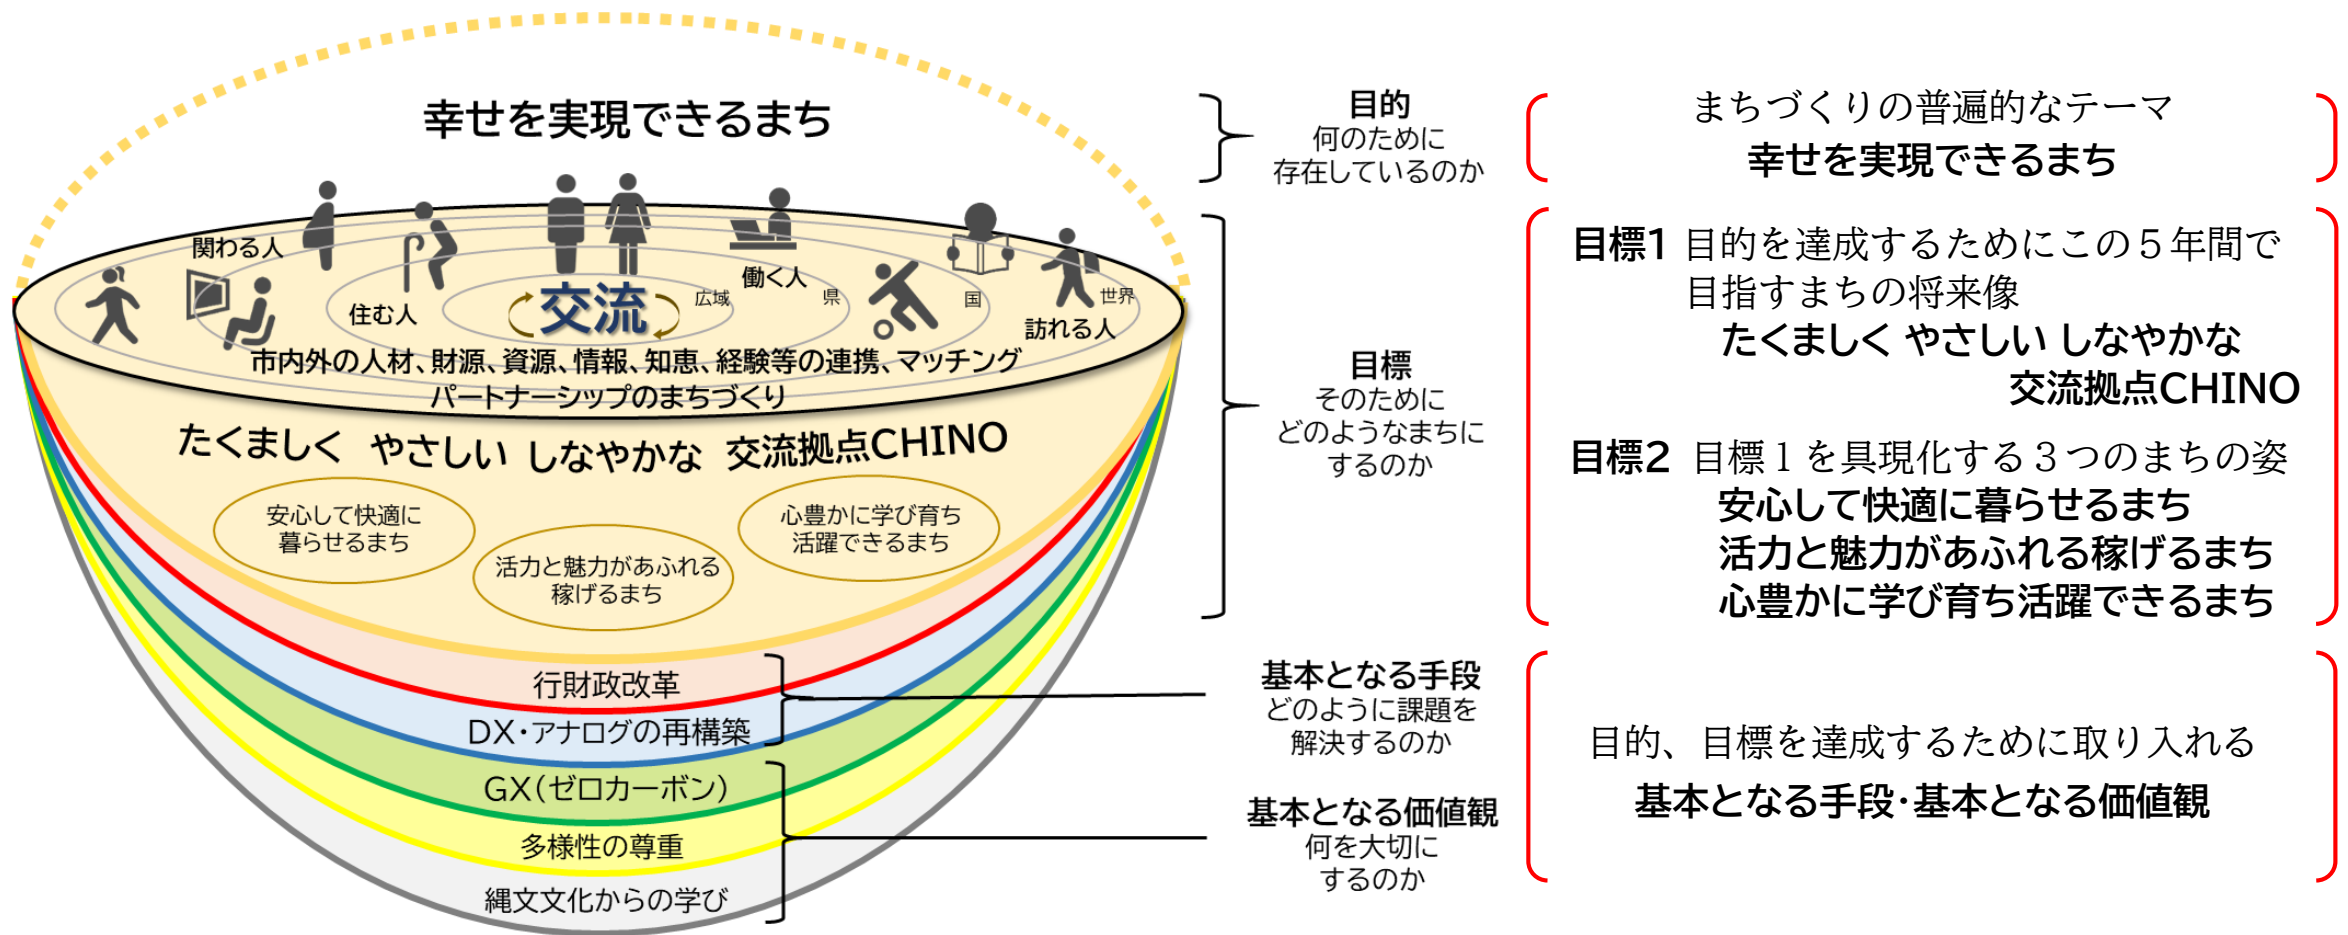 幸せを実現できるまち
関わる人
住む人
交流
広域
働く人
県
国
世界
訪れる人
市内外の人材、財源、資源、情報、知恵、経験等の連携、マッチング
パートナーシップのまちづくり
たくましく やさしい しなやかな 交流拠点CHINO
安心して快適に
暮らせるまち
活力と魅力があふれる
稼げるまち
心豊かに学び育ち
活躍できるまち
行財政改革
DX・アナログの再構築
GX（ゼロカーボン）
多様性の尊重
縄文文化からの学び
目的
何のために
存在しているのか
目標
そのために
どのようなまちに
するのか
基本となる手段
どのように課題を
解決するのか
基本となる価値観
何を大切に
するのか
まちづくりの普遍的なテーマ
幸せを実現できるまち
目標1 目的を達成するためにこの５年間で
目指すまちの将来像
たくましく やさしい しなやかな
交流拠点CHINO
目標2 目標１を具現化する３つのまちの姿
安心して快適に暮らせるまち
活力と魅力があふれる稼げるまち
心豊かに学び育ち活躍できるまち
目的、目標を達成するために取り入れる
基本となる手段・基本となる価値観